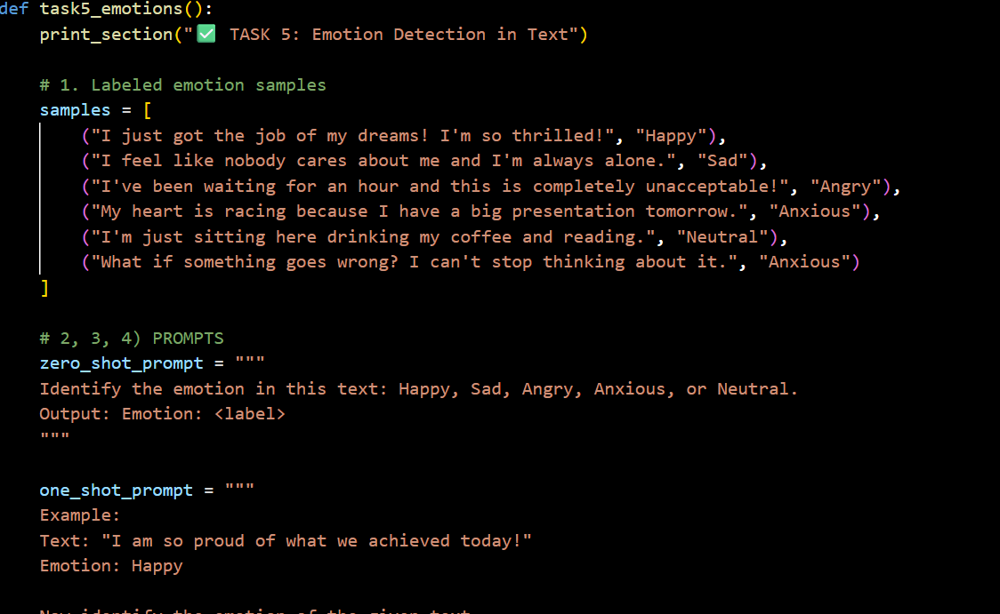 def task5_emotions():
    print_section("✅ TASK 5: Emotion Detection in Text")
    # 1. Labeled emotion samples
    samples = [
        ("I just got the job of my dreams! I'm so thrilled!", "Happy"),
        ("I feel like nobody cares about me and I'm always alone.", "Sad"),
        ("I've been waiting for an hour and this is completely unacceptable!", "Angry"),
        ("My heart is racing because I have a big presentation tomorrow.", "Anxious"),
        ("I'm just sitting here drinking my coffee and reading.", "Neutral"),
        ("What if something goes wrong? I can't stop thinking about it.", "Anxious")
    ]
    # 2, 3, 4) PROMPTS
    zero_shot_prompt = """
    Identify the emotion in this text: Happy, Sad, Angry, Anxious, or Neutral.
    Output: Emotion: <label>
    """
    one_shot_prompt = """
    Example:
    Text: "I am so proud of what we achieved today!"
    Emotion: Happy
    Now identify the emotion of the given text